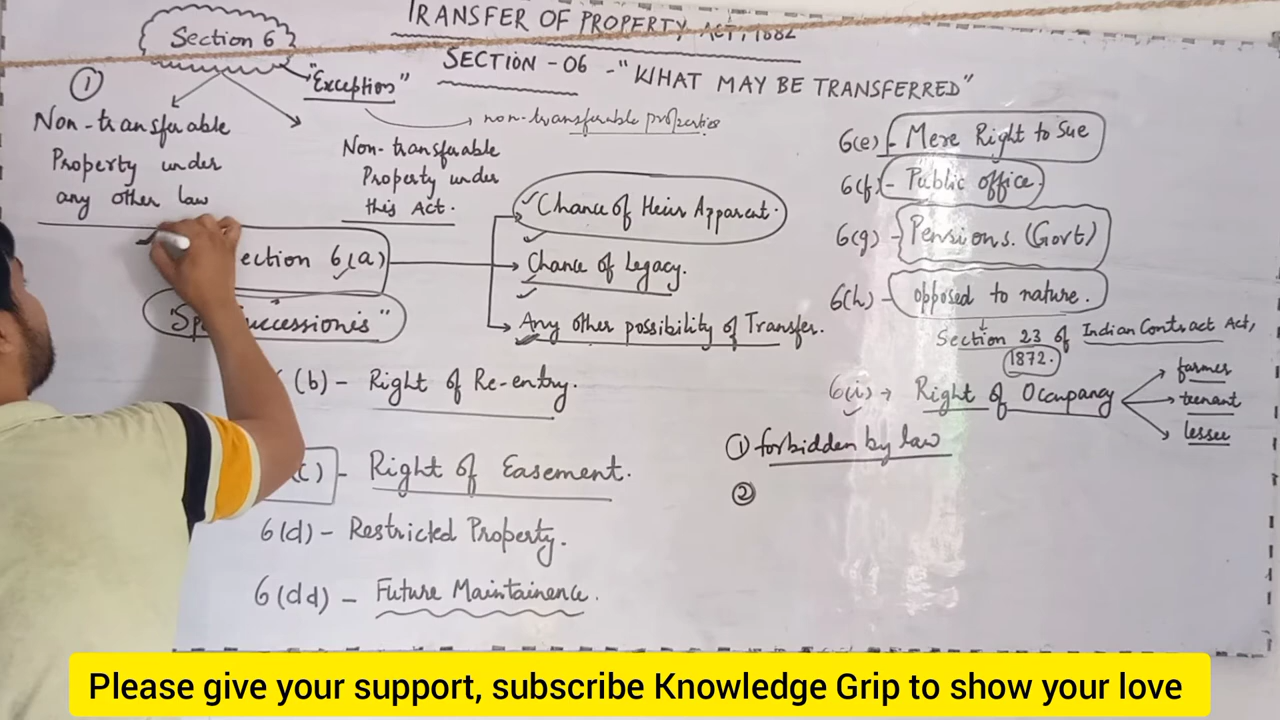 TRANSFER OF PROPERTY ACT, 1882
SECTION - 06 - "WHAT MAY BE TRANSFERRED"
Section 6
"Exception"
non-transferable properties
①
Non-transferable
Property under
any other law
Non-transferable
Property under
this Act.
ection 6(a)
uccessionis"
Chance of Heir Apparent.
Chance of Legacy.
Any other possibility of Transfer.
(b) - Right of Re-entry.
- Right of Easement.
6(d) - Restricted Property.
6(dd) - Future Maintainence.
6(e) - Mere Right to Sue
6(f) - Public office.
6(g) - Pensions. (Govt)
6(h) - opposed to nature.
Section 23 of Indian Contract Act,
1872.
6(i) → Right of Occupancy
farmer
tenant
lessee
① forbidden by law
②
Please give your support, subscribe Knowledge Grip to show your love